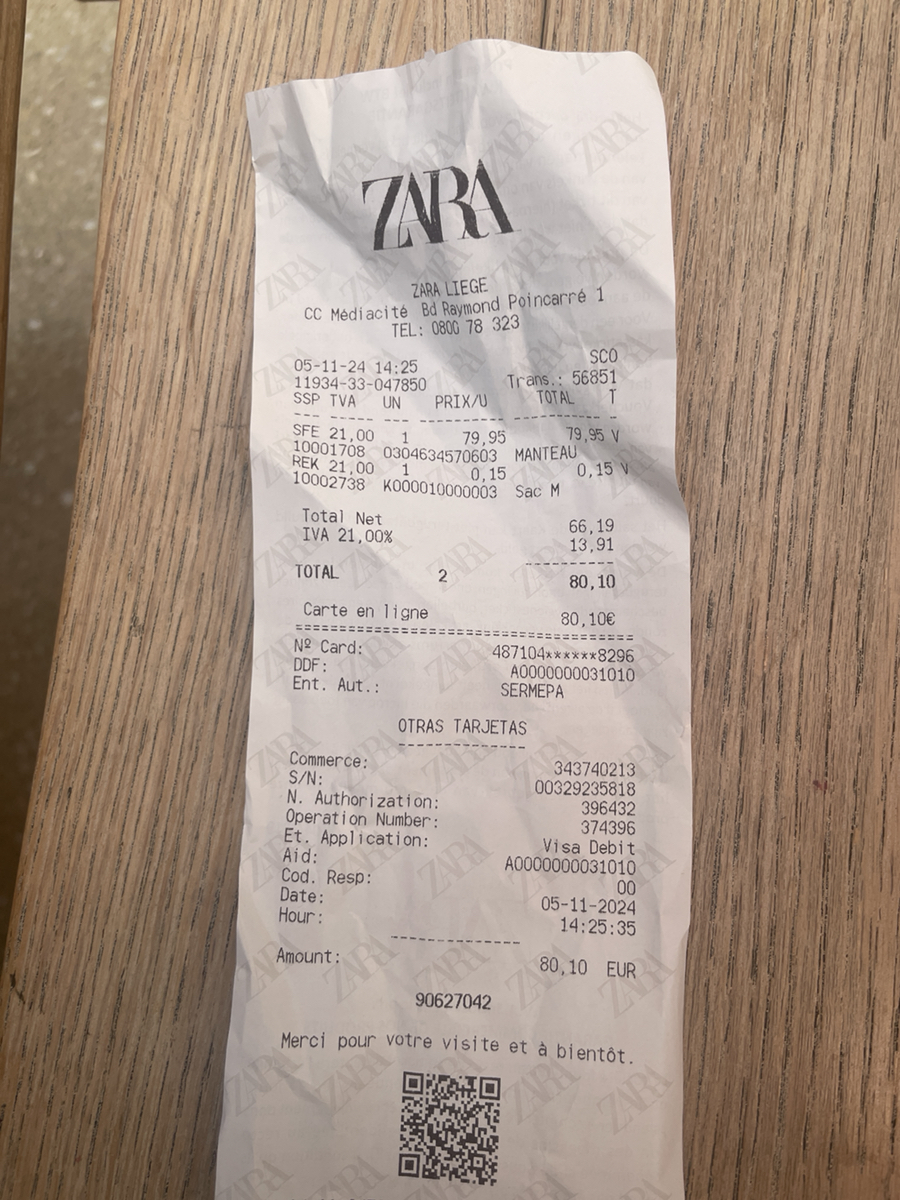 ZARA
ZARA LIEGE
CC Médiacité Bd Raymond Poincarré 1
TEL: 0800 78 323
SCO
05-11-24 14:25
11934-33-047850 Trans.: 56851
SSP TVA UN PRIX/U TOTAL T
--- ----- --- ---------- ----------- --
SFE 21,00 1 79,95 79,95 V
10001708 0304634570603 MANTEAU
REK 21,00 1 0,15 0,15 V
10002738 K000010000003 Sac M
Total Net 66,19
IVA 21,00% 13,91
----------
TOTAL 2 80,10
Carte en ligne 80,10€
========================================
Nº Card: 487104******8296
DDF: A0000000031010
Ent. Aut.: SERMEPA
OTRAS TARJETAS
--------------
Commerce: 343740213
S/N: 00329235818
N. Authorization: 396432
Operation Number: 374396
Et. Application: Visa Debit
Aid: A0000000031010
Cod. Resp: 00
Date: 05-11-2024
Hour: 14:25:35
--------------
Amount: 80,10 EUR
90627042
Merci pour votre visite et à bientôt.